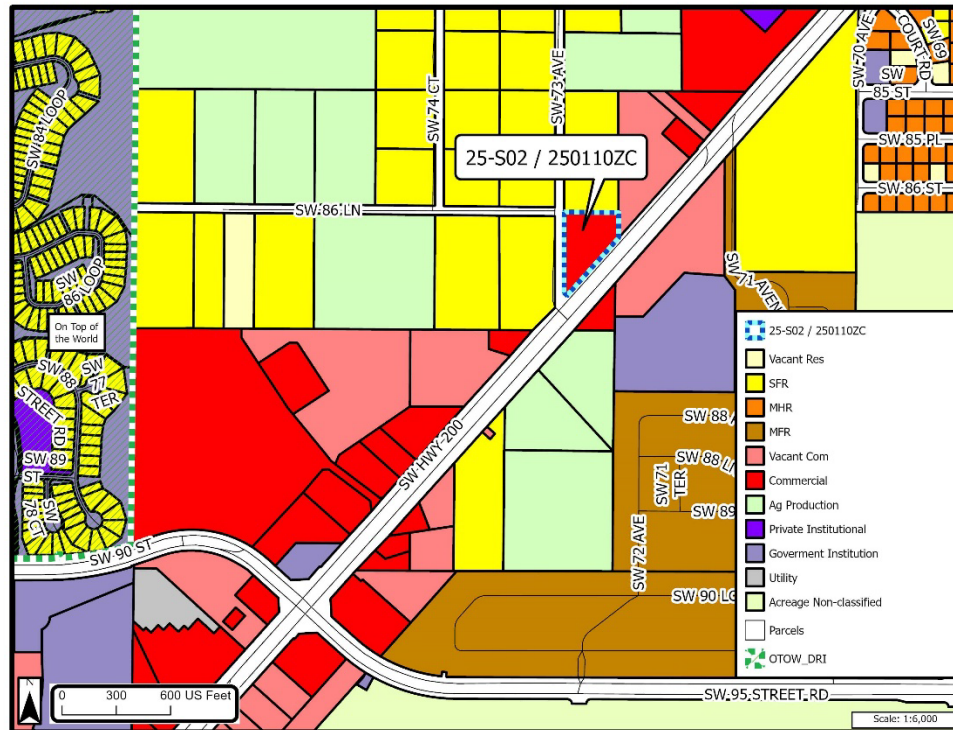 SW 84 LOOP
SW 74 CT
SW 73 AVE
SW 70 AVE
COURT RD
SW 69
SW
85 ST
SW 85 PL
SW 86 ST
25-S02 / 250110ZC
SW 86 LN
SW
86 LOOP
SW 71 AVEN
On Top of
the World
SW 88
STREET RD
SW 77
TER
SW 89
ST
SW
78 CT
SW HWY 200
SW 88
SW 88 L
SW 71
TER
SW 89
SW 72 AVE
SW 90 ST
SW 90 L
SW 95 STREET RD
25-S02 / 250110ZC
Vacant Res
SFR
MHR
MFR
Vacant Com
Commercial
Ag Production
Private Institutional
Goverment Institution
Utility
Acreage Non-classified
Parcels
OTOW_DRI
N
0 300 600 US Feet
Scale: 1:6,000